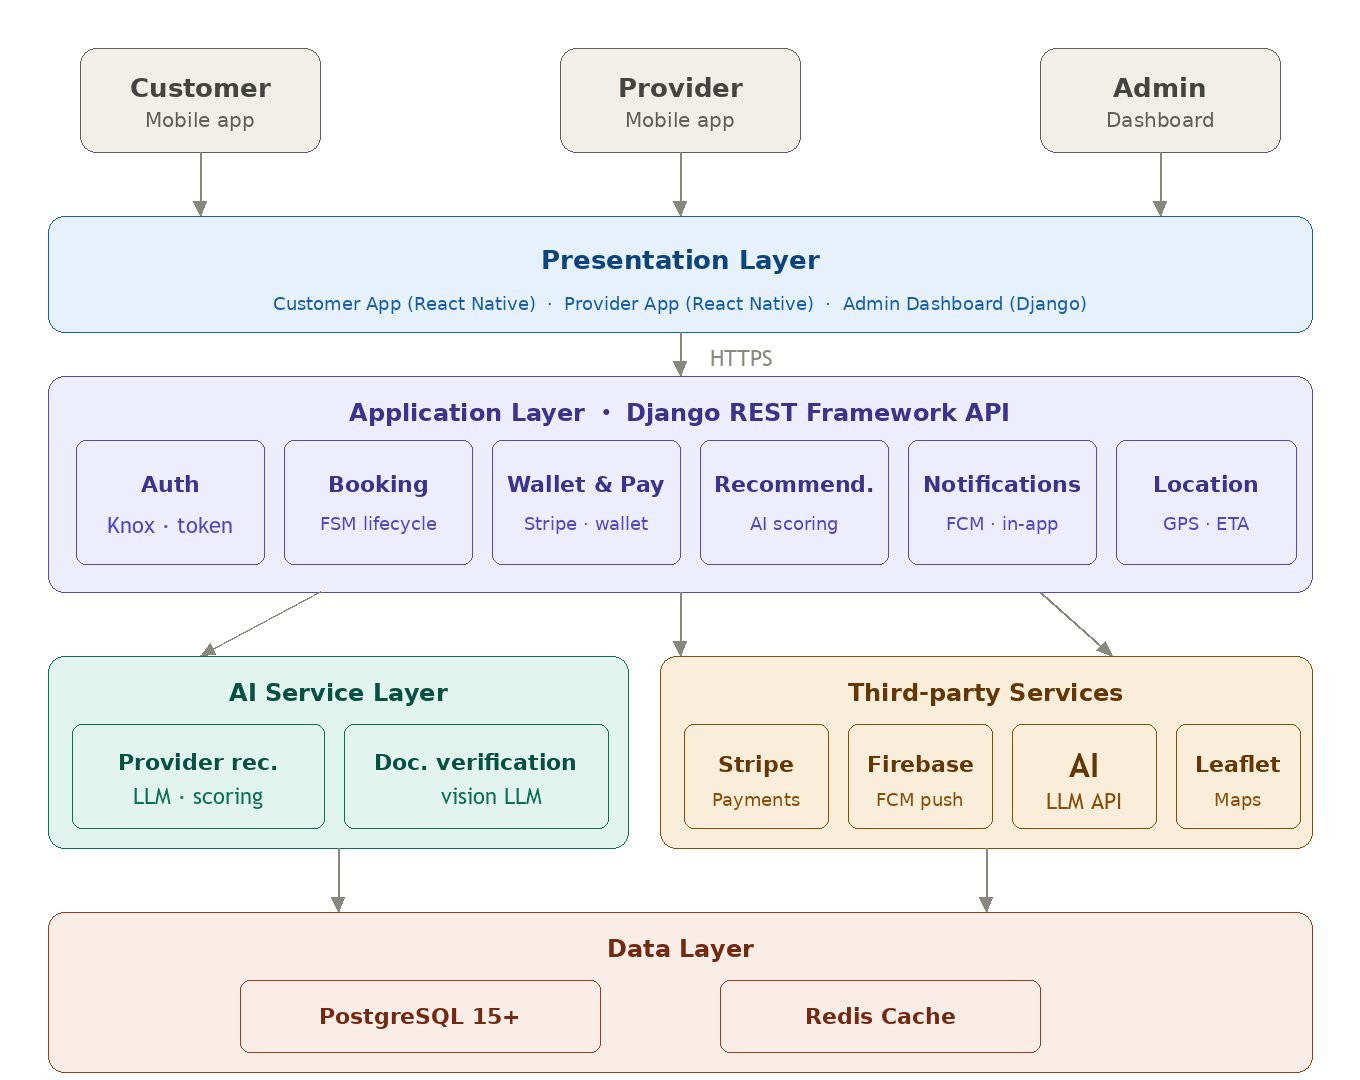 Customer
Mobile app
Provider
Mobile app
Admin
Dashboard
Presentation Layer
Customer App (React Native) · Provider App (React Native) · Admin Dashboard (Django)
HTTPS
Application Layer • Django REST Framework API
Auth
Knox · token
Booking
FSM lifecycle
Wallet & Pay
Stripe · wallet
Recommend.
AI scoring
Notifications
FCM · in-app
Location
GPS · ETA
AI Service Layer
Provider rec.
LLM · scoring
Doc. verification
vision LLM
Third-party Services
Stripe
Payments
Firebase
FCM push
AI
LLM API
Leaflet
Maps
Data Layer
PostgreSQL 15+
Redis Cache